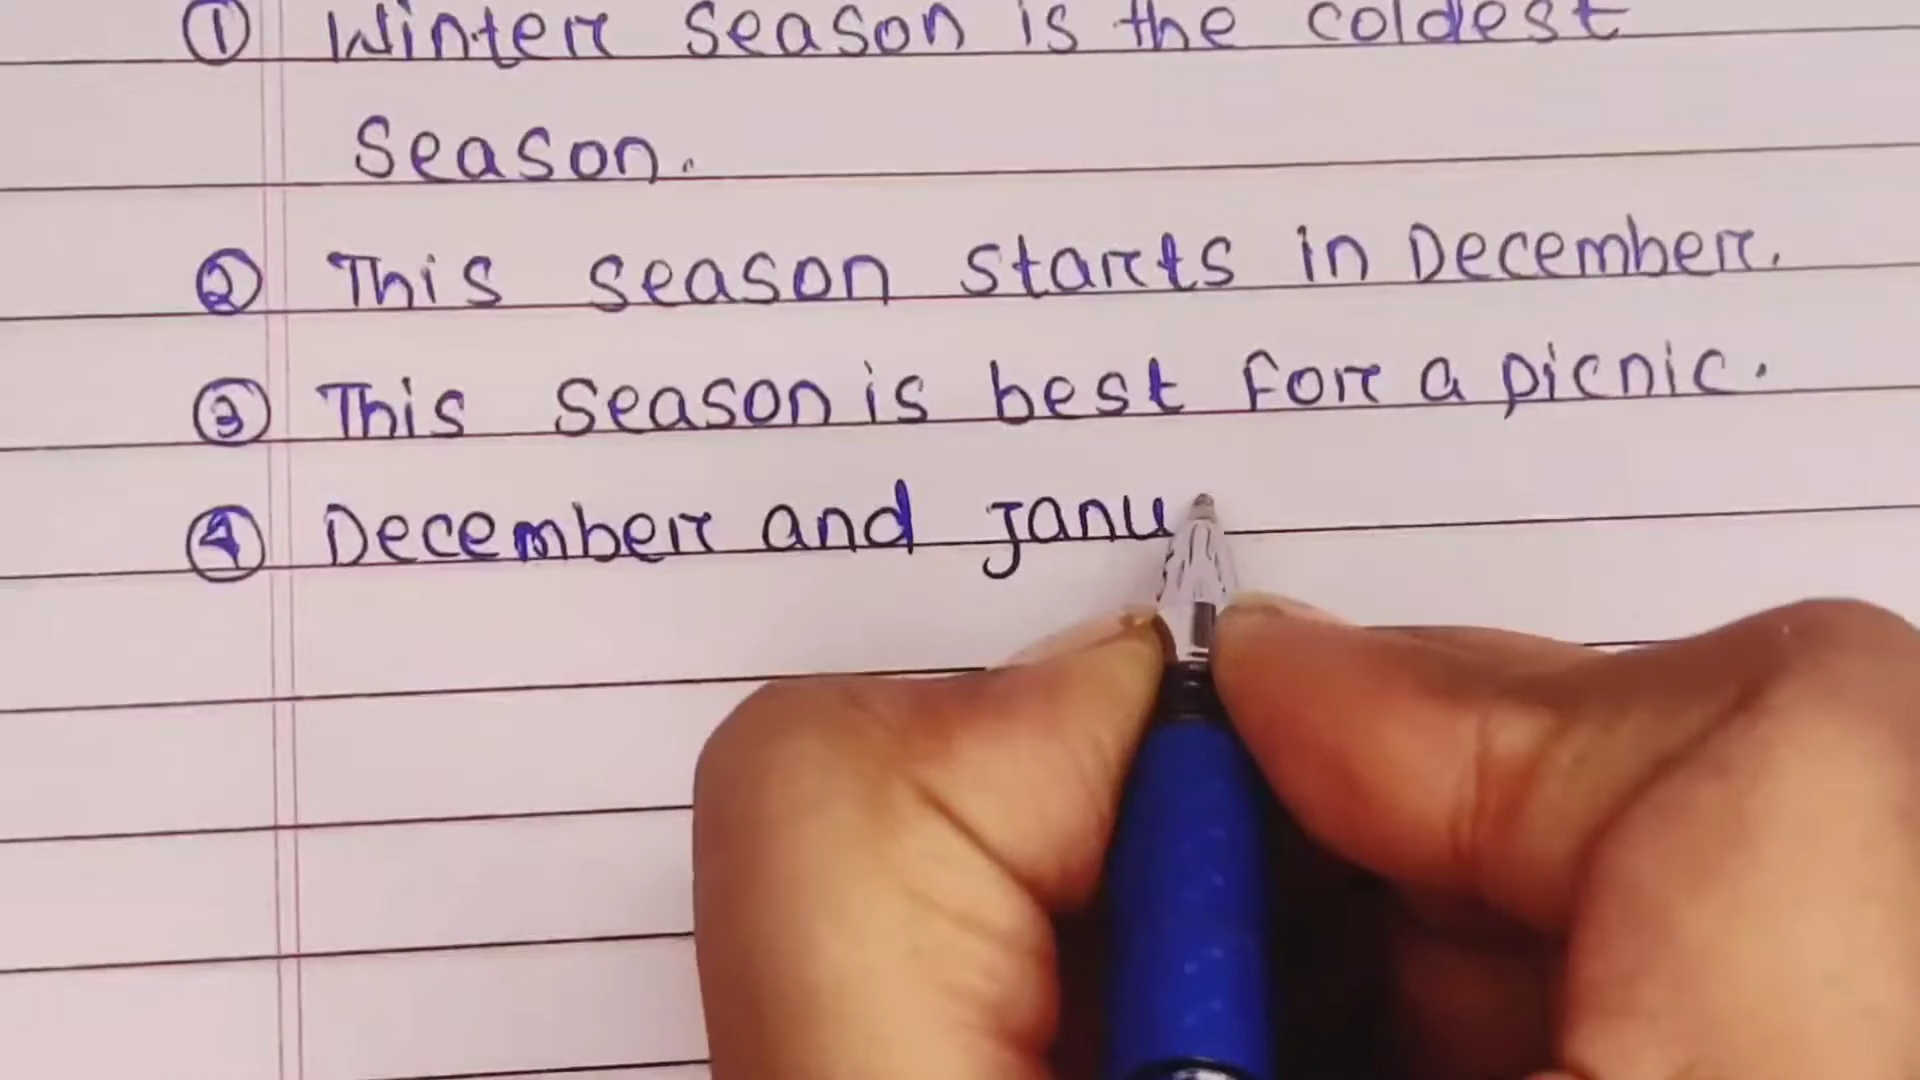 ① Winter season is the coldest
season.
② This season starts in December.
③ This season is best for a picnic.
④ December and Janu